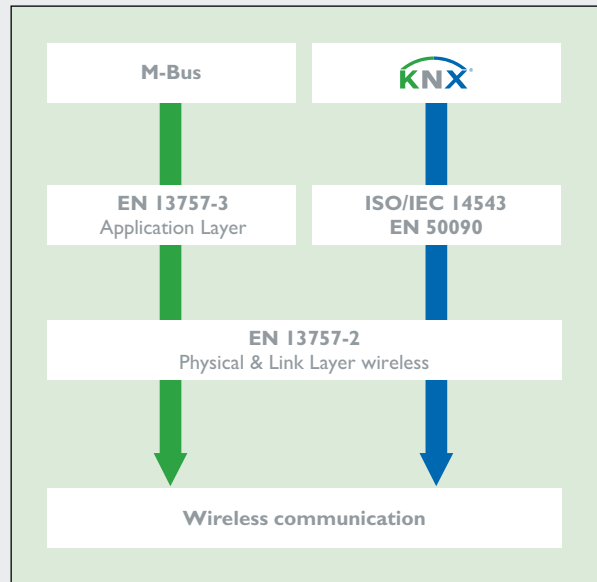 M-Bus
KNX®
EN 13757-3
Application Layer
ISO/IEC 14543
EN 50090
EN 13757-2
Physical & Link Layer wireless
Wireless communication